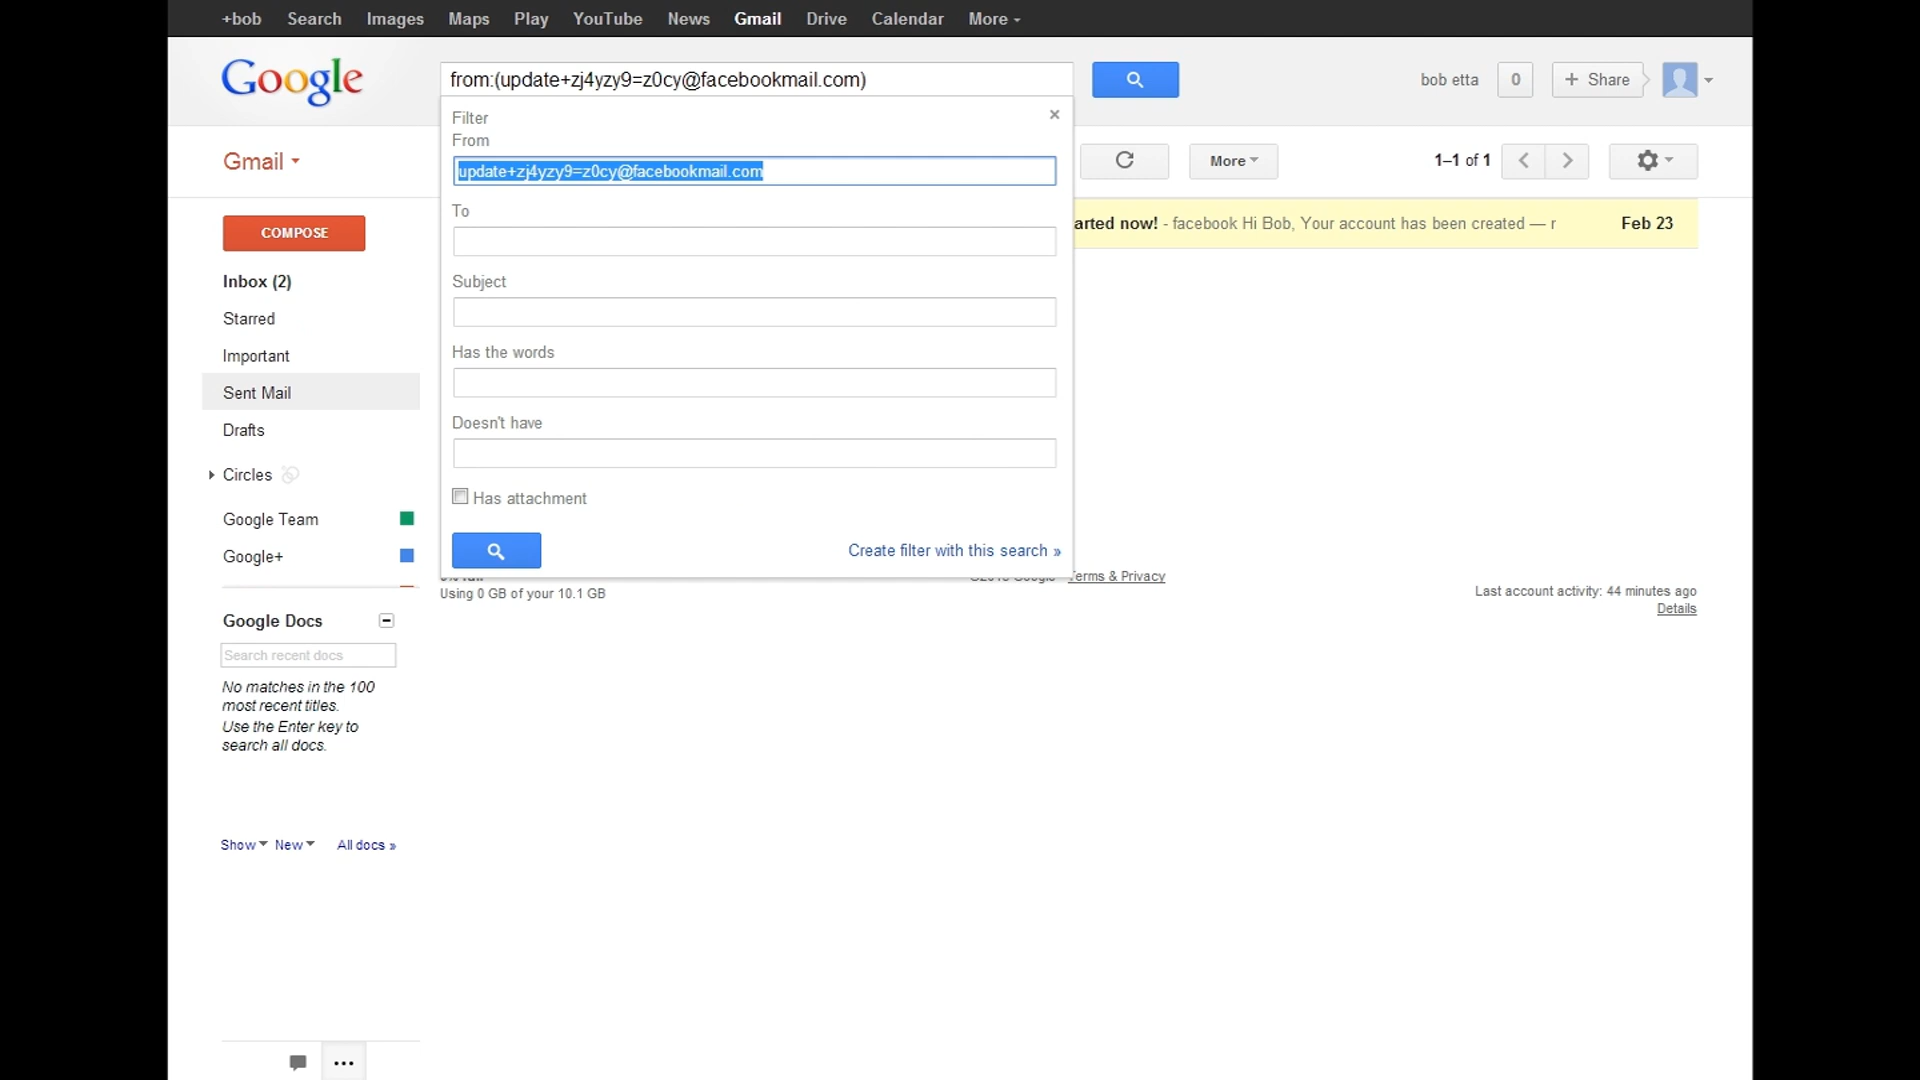 +bob Search Images Maps Play YouTube News Gmail Drive Calendar More
Google
from:(update+zj4yzy9=z0cy@facebookmail.com)
bob etta
0
+ Share
Filter
From
update+zj4yzy9=z0cy@facebookmail.com
To
Subject
Has the words
Doesn't have
Has attachment
Create filter with this search »
Gmail
More
1–1 of 1
arted now! - facebook Hi Bob, Your account has been created — r
Feb 23
COMPOSE
Inbox (2)
Starred
Important
Sent Mail
Drafts
Circles
Google Team
Google+
Google Docs
Search recent docs
No matches in the 100
most recent titles.
Use the Enter key to
search all docs.
Show New All docs »
Using 0 GB of your 10.1 GB
Terms & Privacy
Last account activity: 44 minutes ago
Details